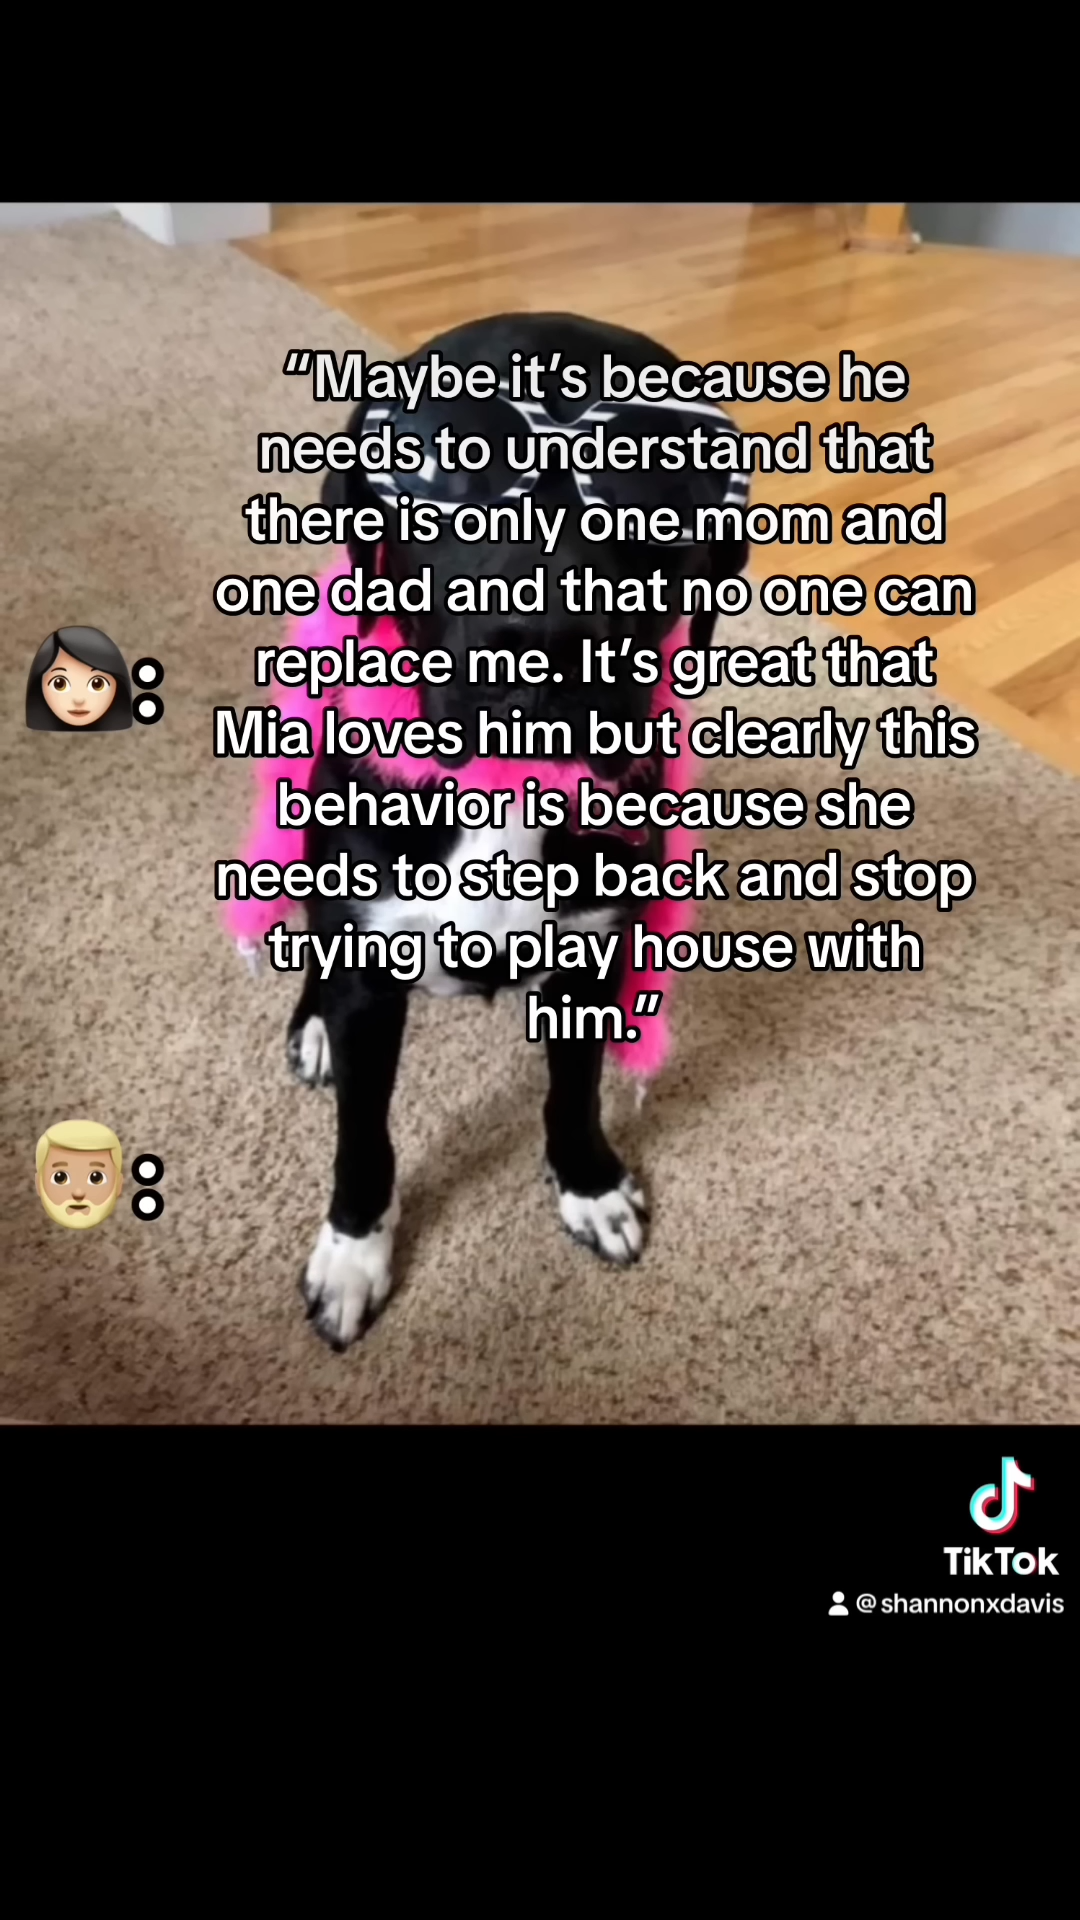 “Maybe it’s because he
needs to understand that
there is only one mom and
one dad and that no one can
replace me. It’s great that
Mia loves him but clearly this
behavior is because she
needs to step back and stop
trying to play house with
him.”
TikTok
@shannonxdavis